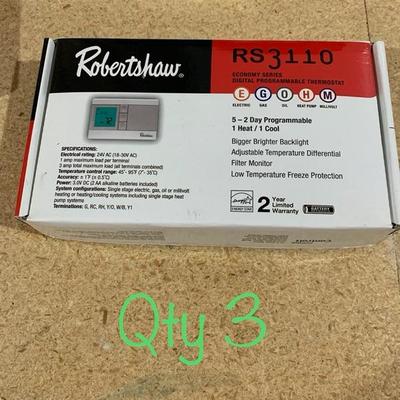 Robertshaw®
RS3110
ECONOMY SERIES
DIGITAL PROGRAMMABLE THERMOSTAT
E G O H M
ELECTRIC GAS OIL HEAT PUMP MILLIVOLT
5 – 2 Day Programmable
1 Heat / 1 Cool
Bigger Brighter Backlight
Adjustable Temperature Differential
Filter Monitor
Low Temperature Freeze Protection
SPECIFICATIONS:
Electrical rating: 24V AC (18-30V AC)
1 amp maximum load per terminal
3 amp total maximum load (all terminals combined)
Temperature control range: 45°- 95°F (7°- 35°C)
Accuracy: ± 1°F (± 0.5°C)
Power: 3.0V DC (2 AA alkaline batteries included)
System configurations: Single stage electric, gas, oil or millivolt
heating or heating/cooling systems including single stage heat
pump systems
Terminations: G, RC, RH, Y/O, W/B, Y1
ENERGY STAR
2 Year
Limited
Warranty
BATTERY
Qty 3